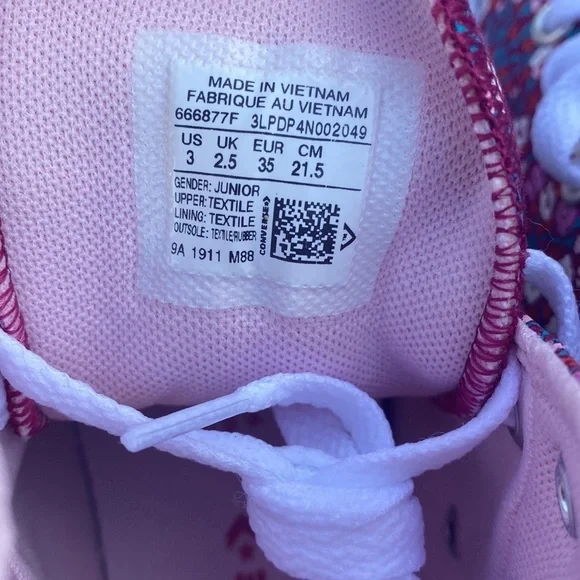 MADE IN VIETNAM
FABRIQUE AU VIETNAM
666877F 3LPDP4N002049
US UK EUR CM
3 2.5 35 21.5
GENDER: JUNIOR
UPPER: TEXTILE
LINING: TEXTILE
OUTSOLE: TEXTILE/RUBBER
9A 1911 M88
CONVERSE